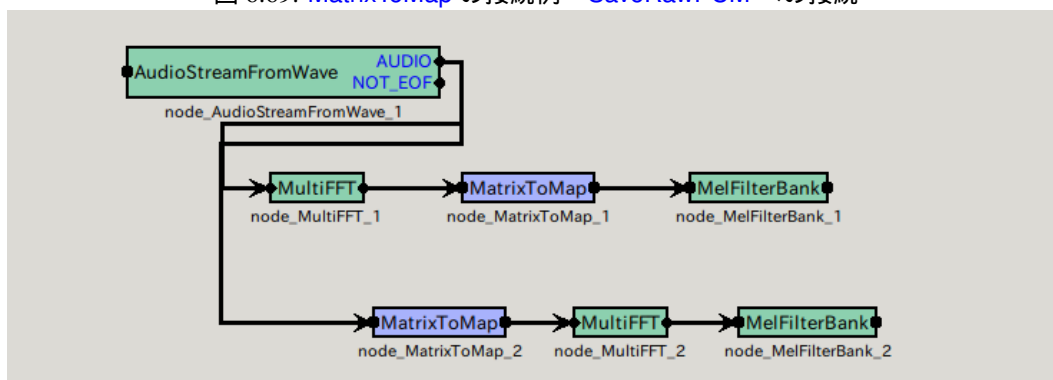 AudioStreamFromWave AUDIO
NOT_EOF
node_AudioStreamFromWave_1
MultiFFT MatrixToMap MelFilterBank
node_MultiFFT_1 node_MatrixToMap_1 node_MelFilterBank_1
MatrixToMap MultiFFT MelFilterBank
node_MatrixToMap_2 node_MultiFFT_2 node_MelFilterBank_2